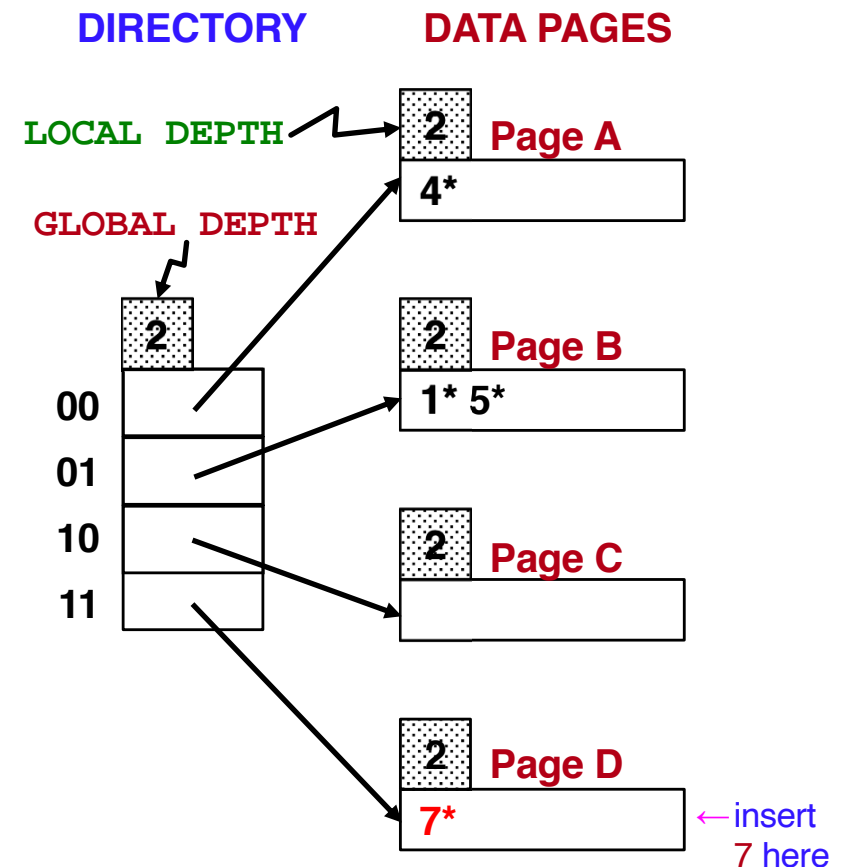 DIRECTORY
DATA PAGES
LOCAL DEPTH
2
Page A
4*
GLOBAL DEPTH
2
2
Page B
00
1* 5*
01
2
Page C
10
11
2
Page D
7*
←insert
7 here